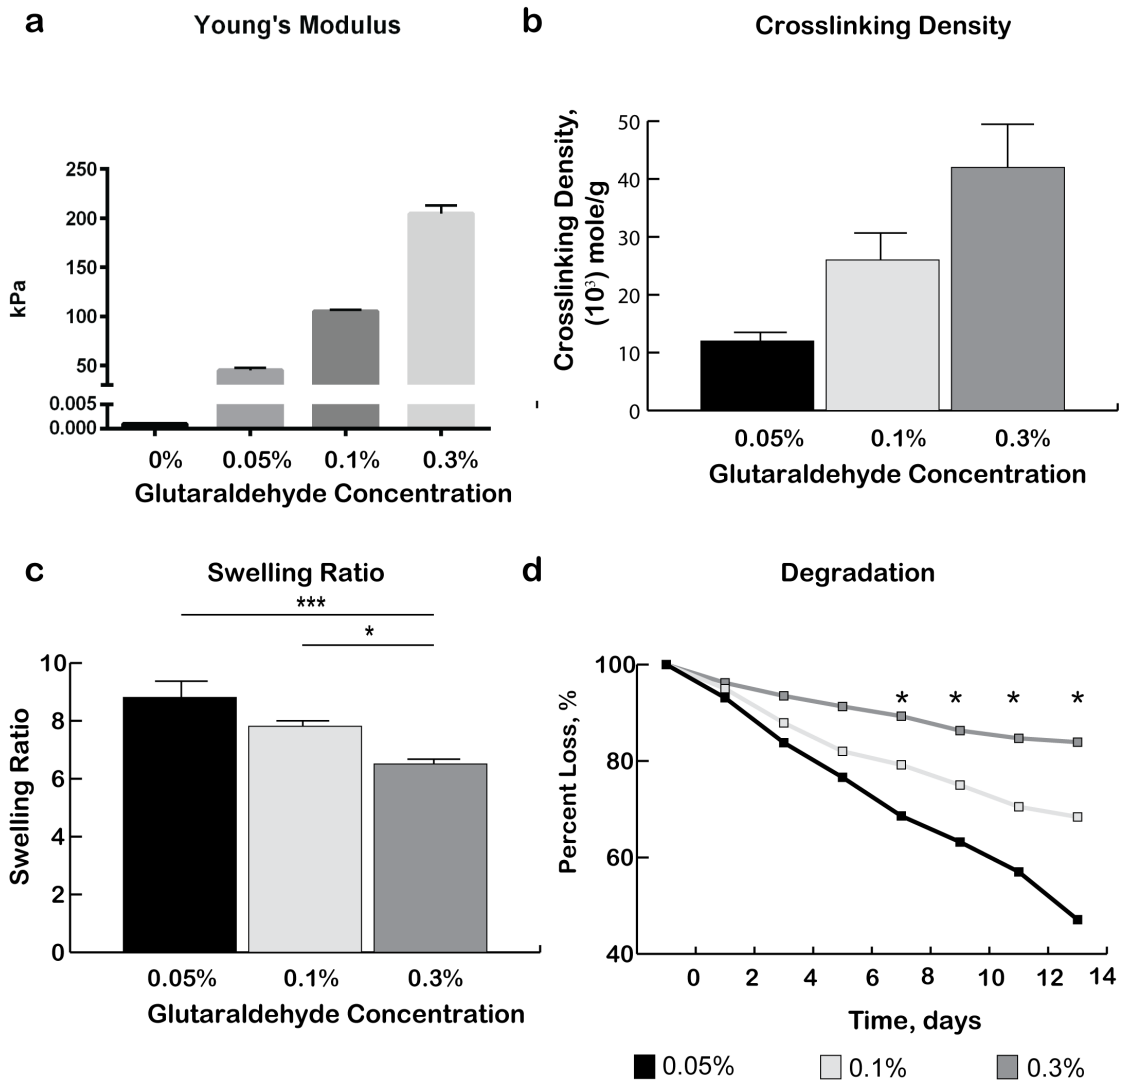 a
Young's Modulus
kPa
250
200
150
100
50
0.005
0.000
0% 0.05% 0.1% 0.3%
Glutaraldehyde Concentration
b
Crosslinking Density
Crosslinking Density,
(10³) mole/g
50
40
30
20
10
0
0.05% 0.1% 0.3%
Glutaraldehyde Concentration
c
Swelling Ratio
***
*
Swelling Ratio
10
8
6
4
2
0
0.05% 0.1% 0.3%
Glutaraldehyde Concentration
d
Degradation
Percent Loss, %
100
80
60
40
* * * *
0 2 4 6 8 10 12 14
Time, days
0.05% 0.1% 0.3%